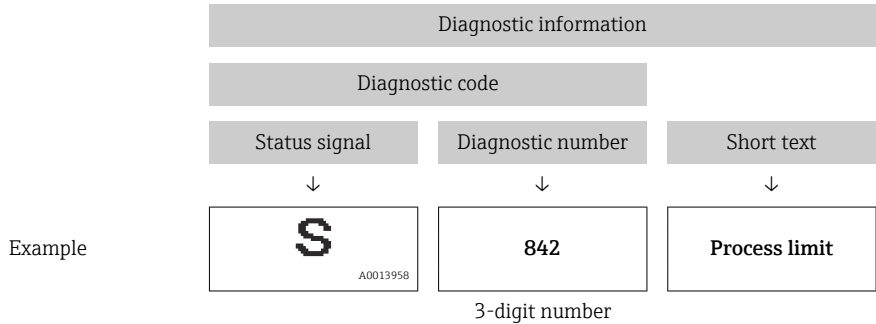 Diagnostic information
Diagnostic code
Status signal Diagnostic number Short text
↓ ↓ ↓
Example S 842 Process limit
A0013958
3-digit number